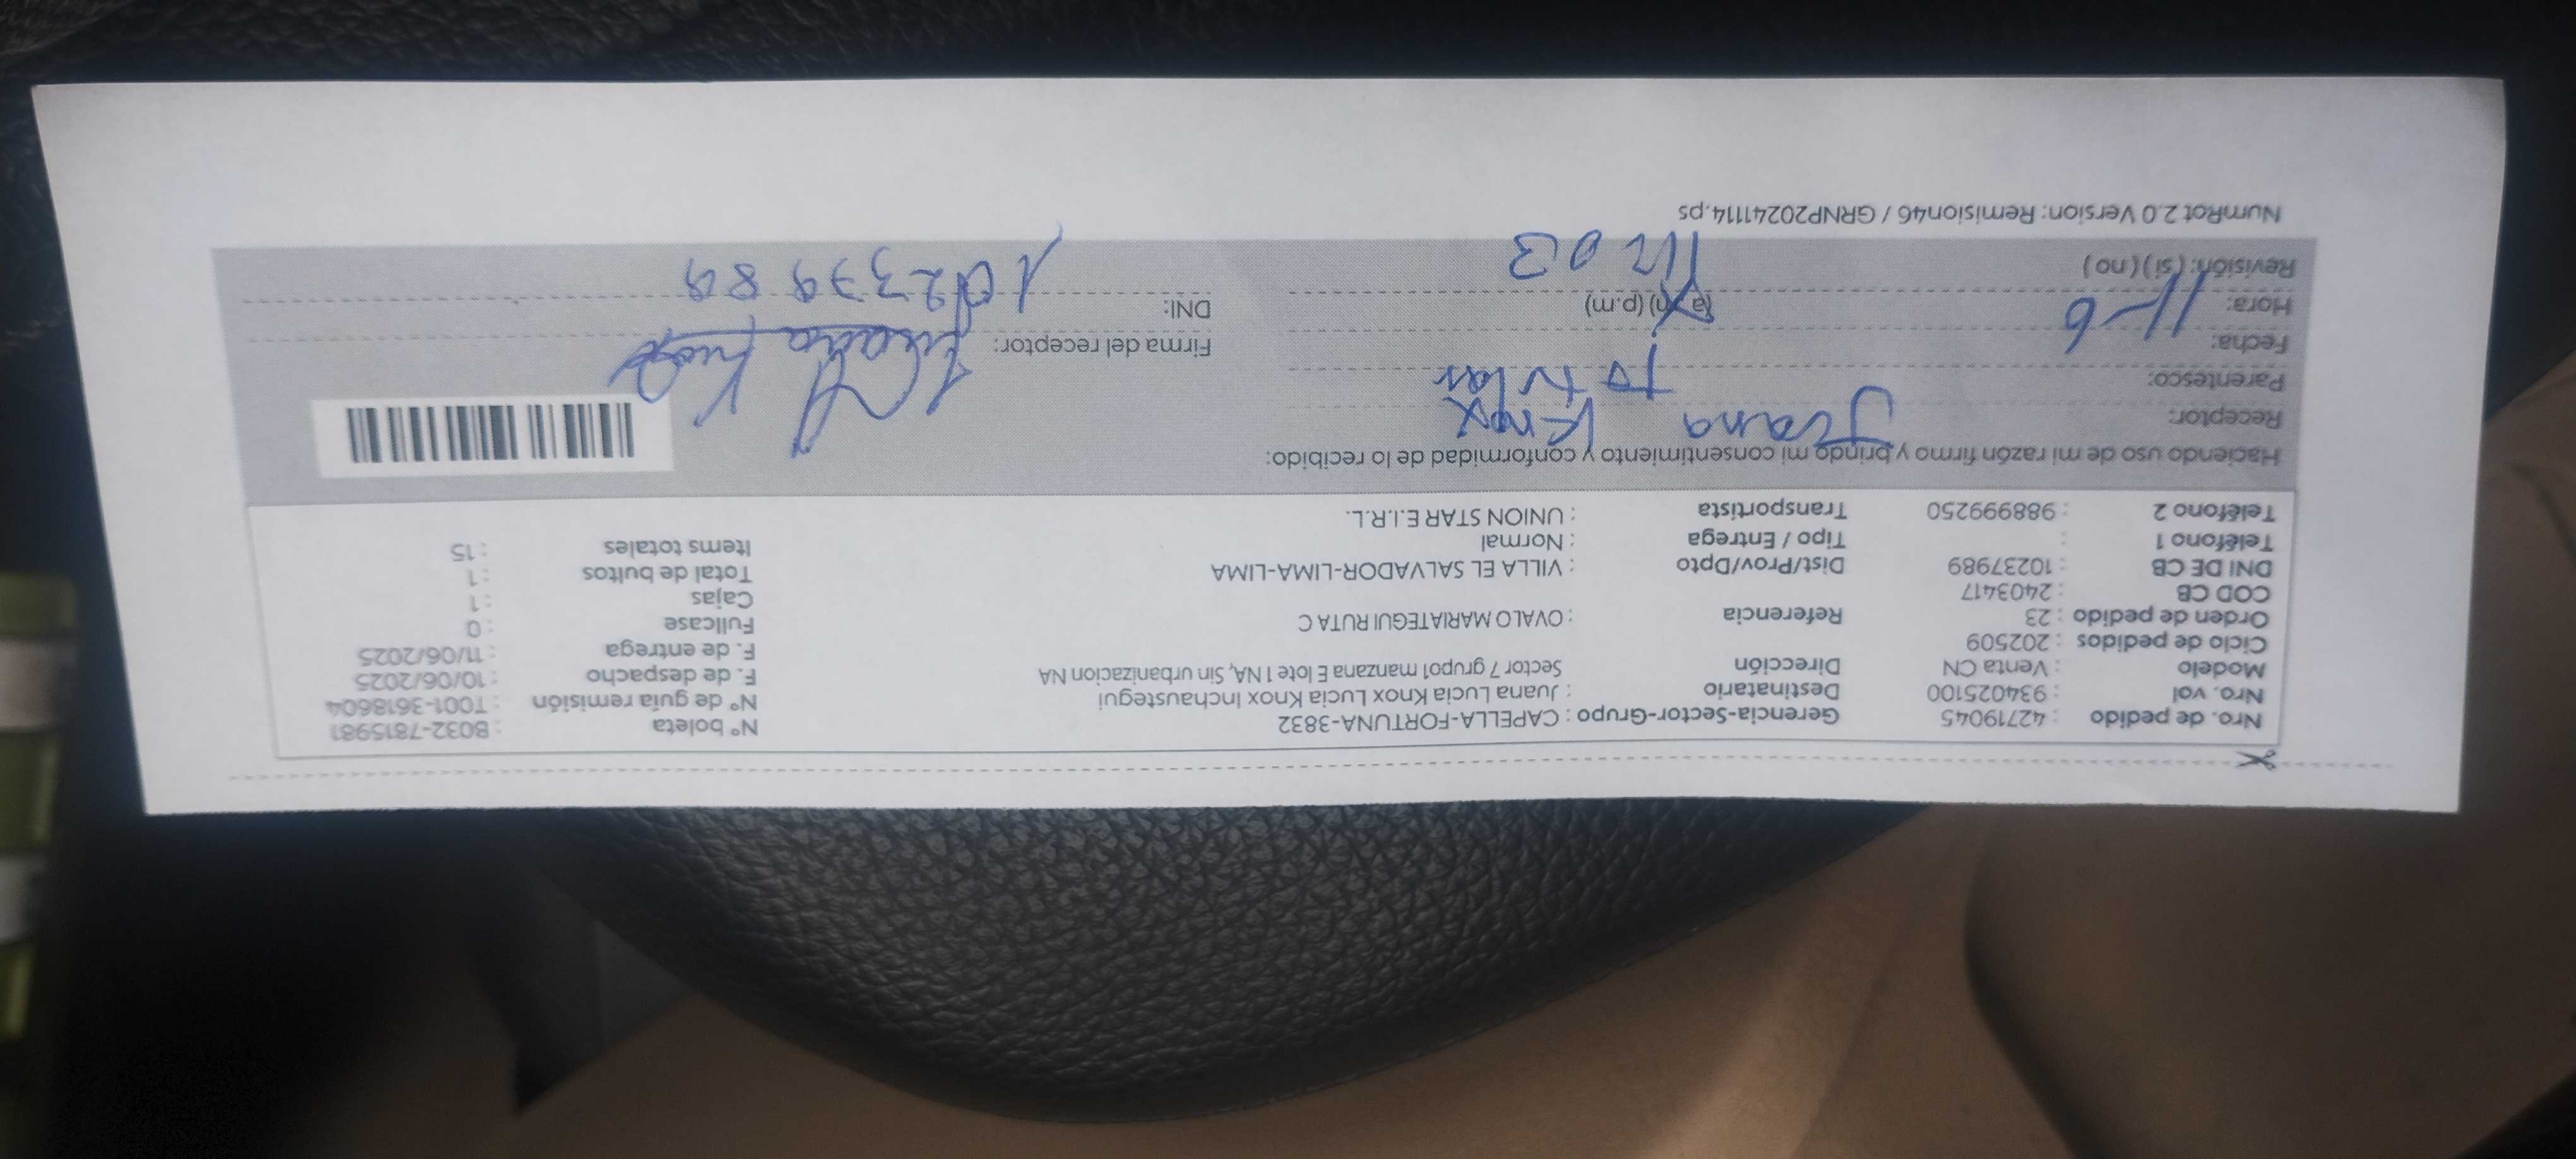 Nro. de pedido : 42719045 Gerencia-Sector-Grupo : CAPELLA-FORTUNA-3832 N° boleta : B032-7815981
Nro. val : 934025100 Destinatario : Juana Lucia Knox Lucia Knox Inchaustegui N° de guía remisión : T001-3618604
Modelo : Venta CN Dirección Sector 7 grupo1 manzana E lote 1 NA, Sin urbanizacion NA F. de despacho : 10/06/2025
Ciclo de pedidos : 202509 F. de entrega : 11/06/2025
Orden de pedido : 23 Referencia : OVALO MARIATEGUI RUTA C Fullcase : 0
COD CB : 2403417 Cajas : 1
DNI DE CB : 10237989 Dist/Prov/Dpto : VILLA EL SALVADOR-LIMA-LIMA Total de bultos : 1
Teléfono 1 : Tipo / Entrega : Normal Items totales : 15
Teléfono 2 : 988999250 Transportista : UNION STAR E.I.R.L.
Haciendo uso de mi razón firmo y brindo mi consentimiento y conformidad de lo recibido:
Receptor: Juana Knox
Parentesco: titular
Fecha: 11-6 Firma del receptor:
Hora: (a.m) (p.m) DNI: 10237989
Revisión: ( si ) ( no )
NumRot 2.0 Version: Remision46 / GRNP20241114.ps